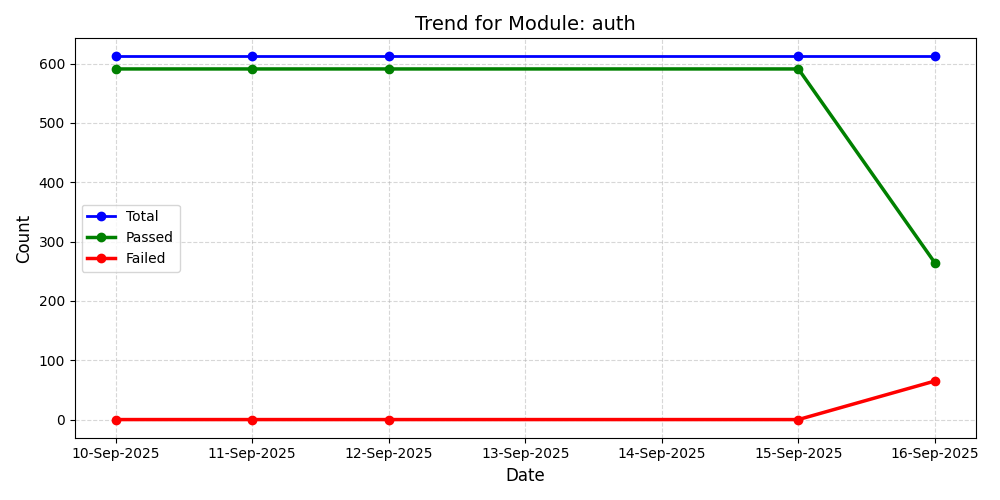 Trend for Module: auth
Count
600
500
400
300
200
100
0
Total
Passed
Failed
10-Sep-2025
11-Sep-2025
12-Sep-2025
13-Sep-2025
14-Sep-2025
15-Sep-2025
16-Sep-2025
Date